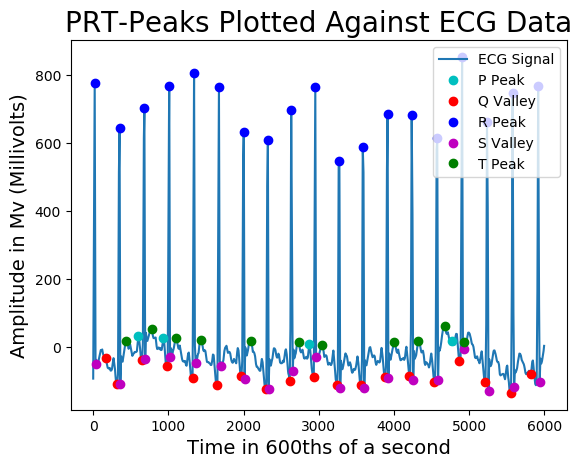 PRT-Peaks Plotted Against ECG Data
Amplitude in Mv (Millivolts)
800
600
400
200
0
ECG Signal
P Peak
Q Valley
R Peak
S Valley
T Peak
0 1000 2000 3000 4000 5000 6000
Time in 600ths of a second